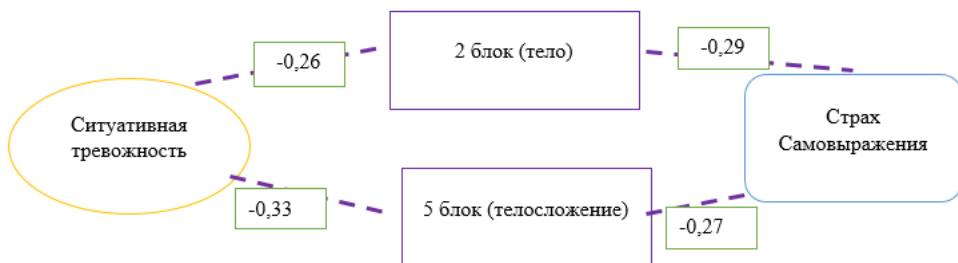 -0,26
2 блок (тело)
-0,29
Ситуативная
тревожность
Страх
Самовыражения
-0,33
5 блок (телосложение)
-0,27